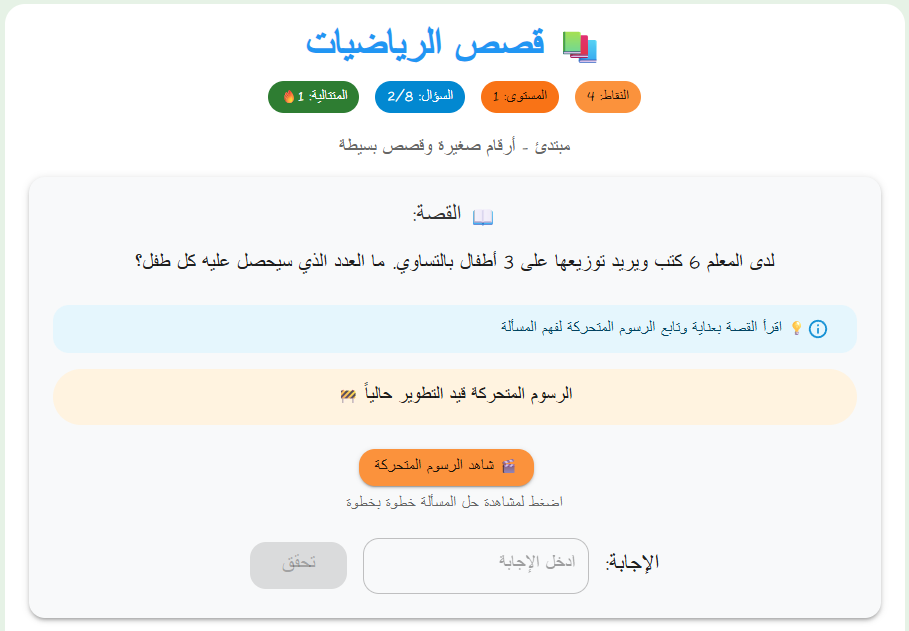 📚 قصص الرياضيات
النقاط: 4 المستوى: 1 السؤال: 2/8 المتتالية: 1 🔥
مبتدئ - أرقام صغيرة وقصص بسيطة
📖 القصة:
لدى المعلم 6 كتب ويريد توزيعها على 3 أطفال بالتساوي. ما العدد الذي سيحصل عليه كل طفل؟
💡 اقرأ القصة بعناية وتابع الرسوم المتحركة لفهم المسألة
الرسوم المتحركة قيد التطوير حالياً 🚧
🎬 شاهد الرسوم المتحركة
اضغط لمشاهدة حل المسألة خطوة بخطوة
الإجابة: ادخل الإجابة تحقق